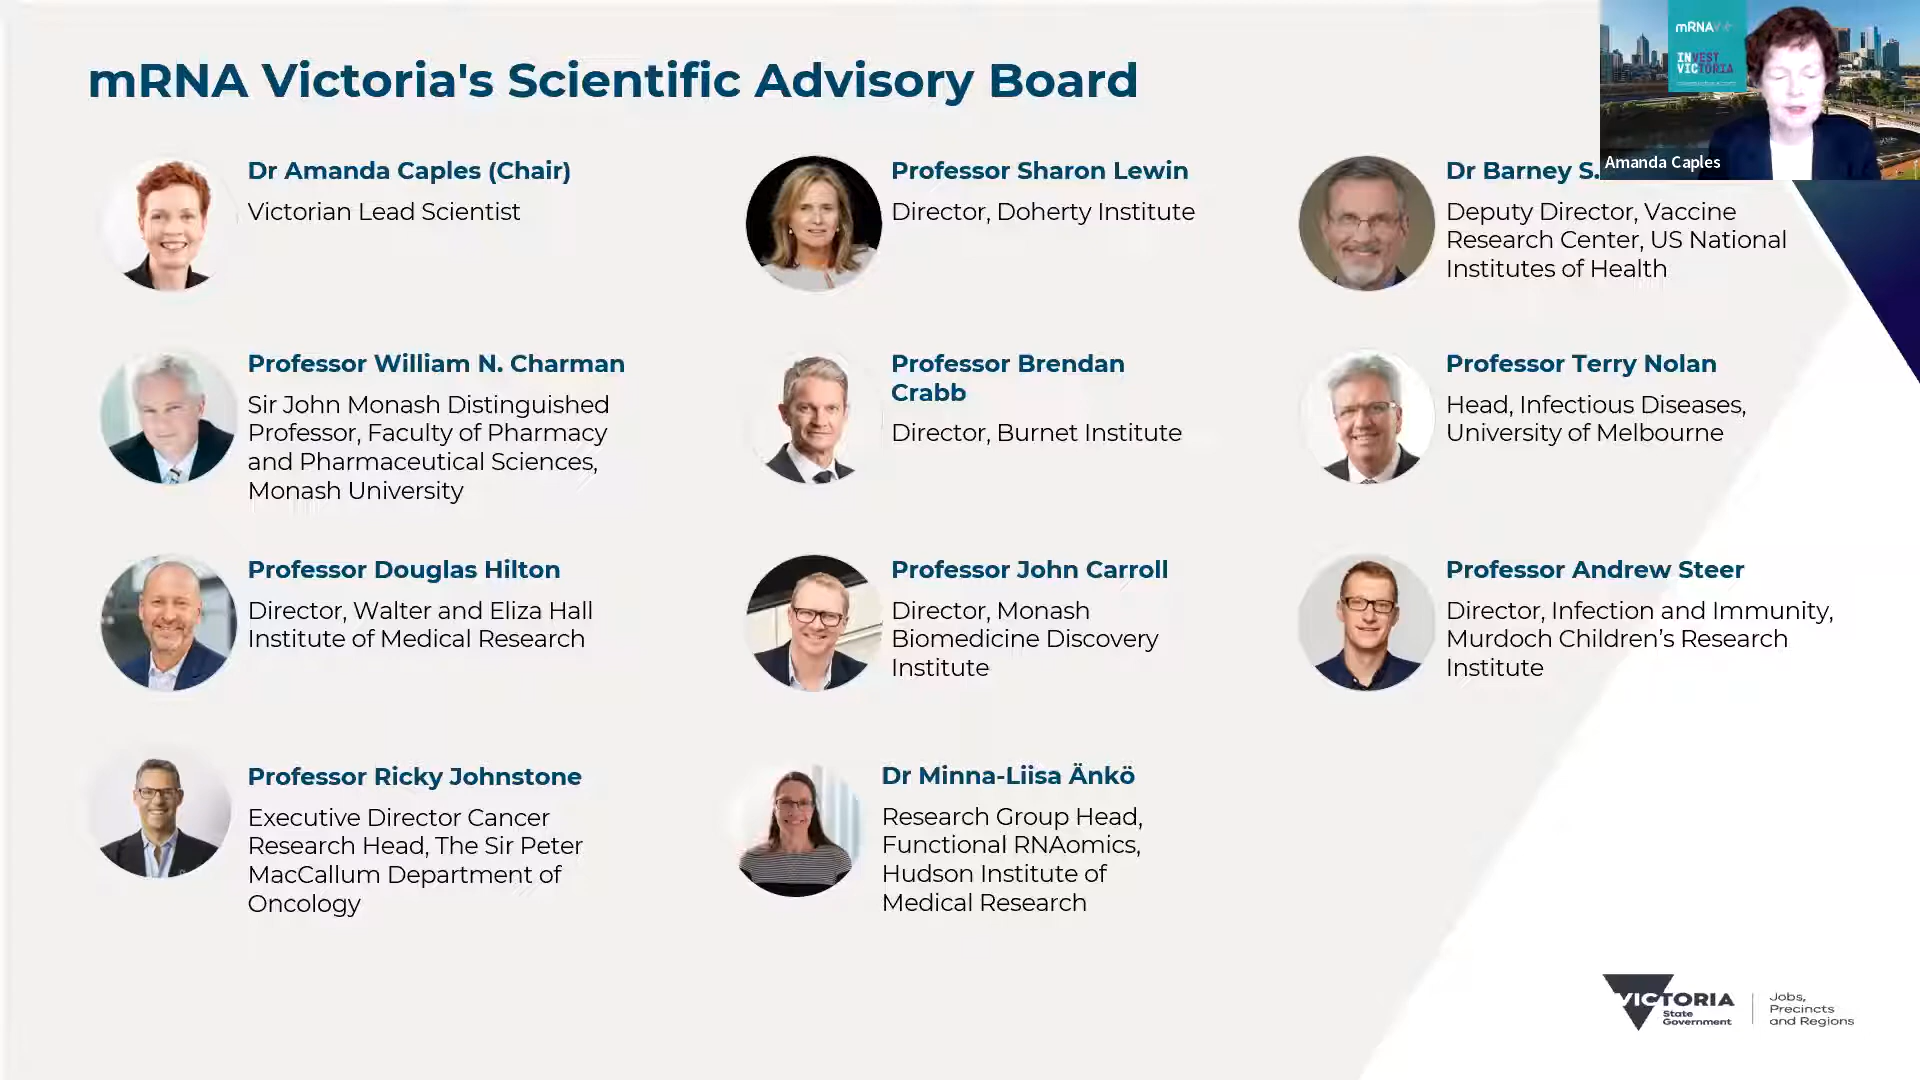 mRNA Victoria's Scientific Advisory Board
mRNA
INVEST
VICTORIA
Amanda Caples
Dr Amanda Caples (Chair)
Victorian Lead Scientist
Professor Sharon Lewin
Director, Doherty Institute
Dr Barney S.
Deputy Director, Vaccine
Research Center, US National
Institutes of Health
Professor William N. Charman
Sir John Monash Distinguished
Professor, Faculty of Pharmacy
and Pharmaceutical Sciences,
Monash University
Professor Brendan
Crabb
Director, Burnet Institute
Professor Terry Nolan
Head, Infectious Diseases,
University of Melbourne
Professor Douglas Hilton
Director, Walter and Eliza Hall
Institute of Medical Research
Professor John Carroll
Director, Monash
Biomedicine Discovery
Institute
Professor Andrew Steer
Director, Infection and Immunity,
Murdoch Children’s Research
Institute
Professor Ricky Johnstone
Executive Director Cancer
Research Head, The Sir Peter
MacCallum Department of
Oncology
Dr Minna-Liisa Änkö
Research Group Head,
Functional RNAomics,
Hudson Institute of
Medical Research
VICTORIA
State
Government
Jobs,
Precincts
and Regions